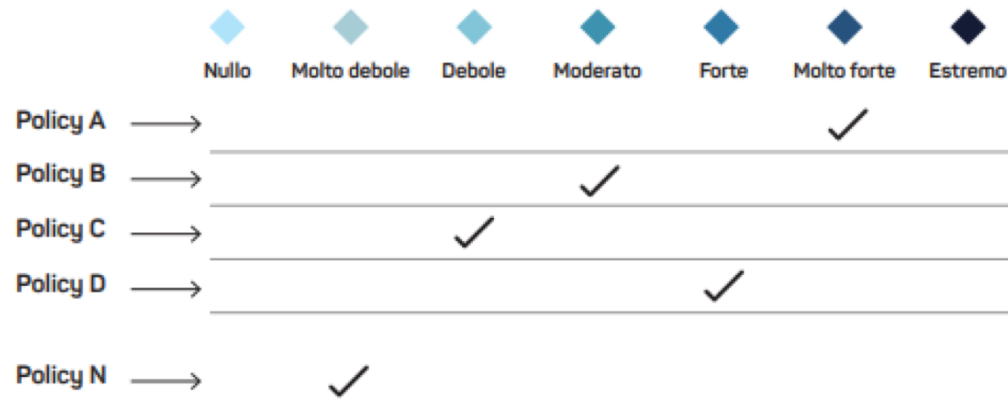 Nullo Molto debole Debole Moderato Forte Molto forte Estremo
Policy A
Policy B
Policy C
Policy D
Policy N